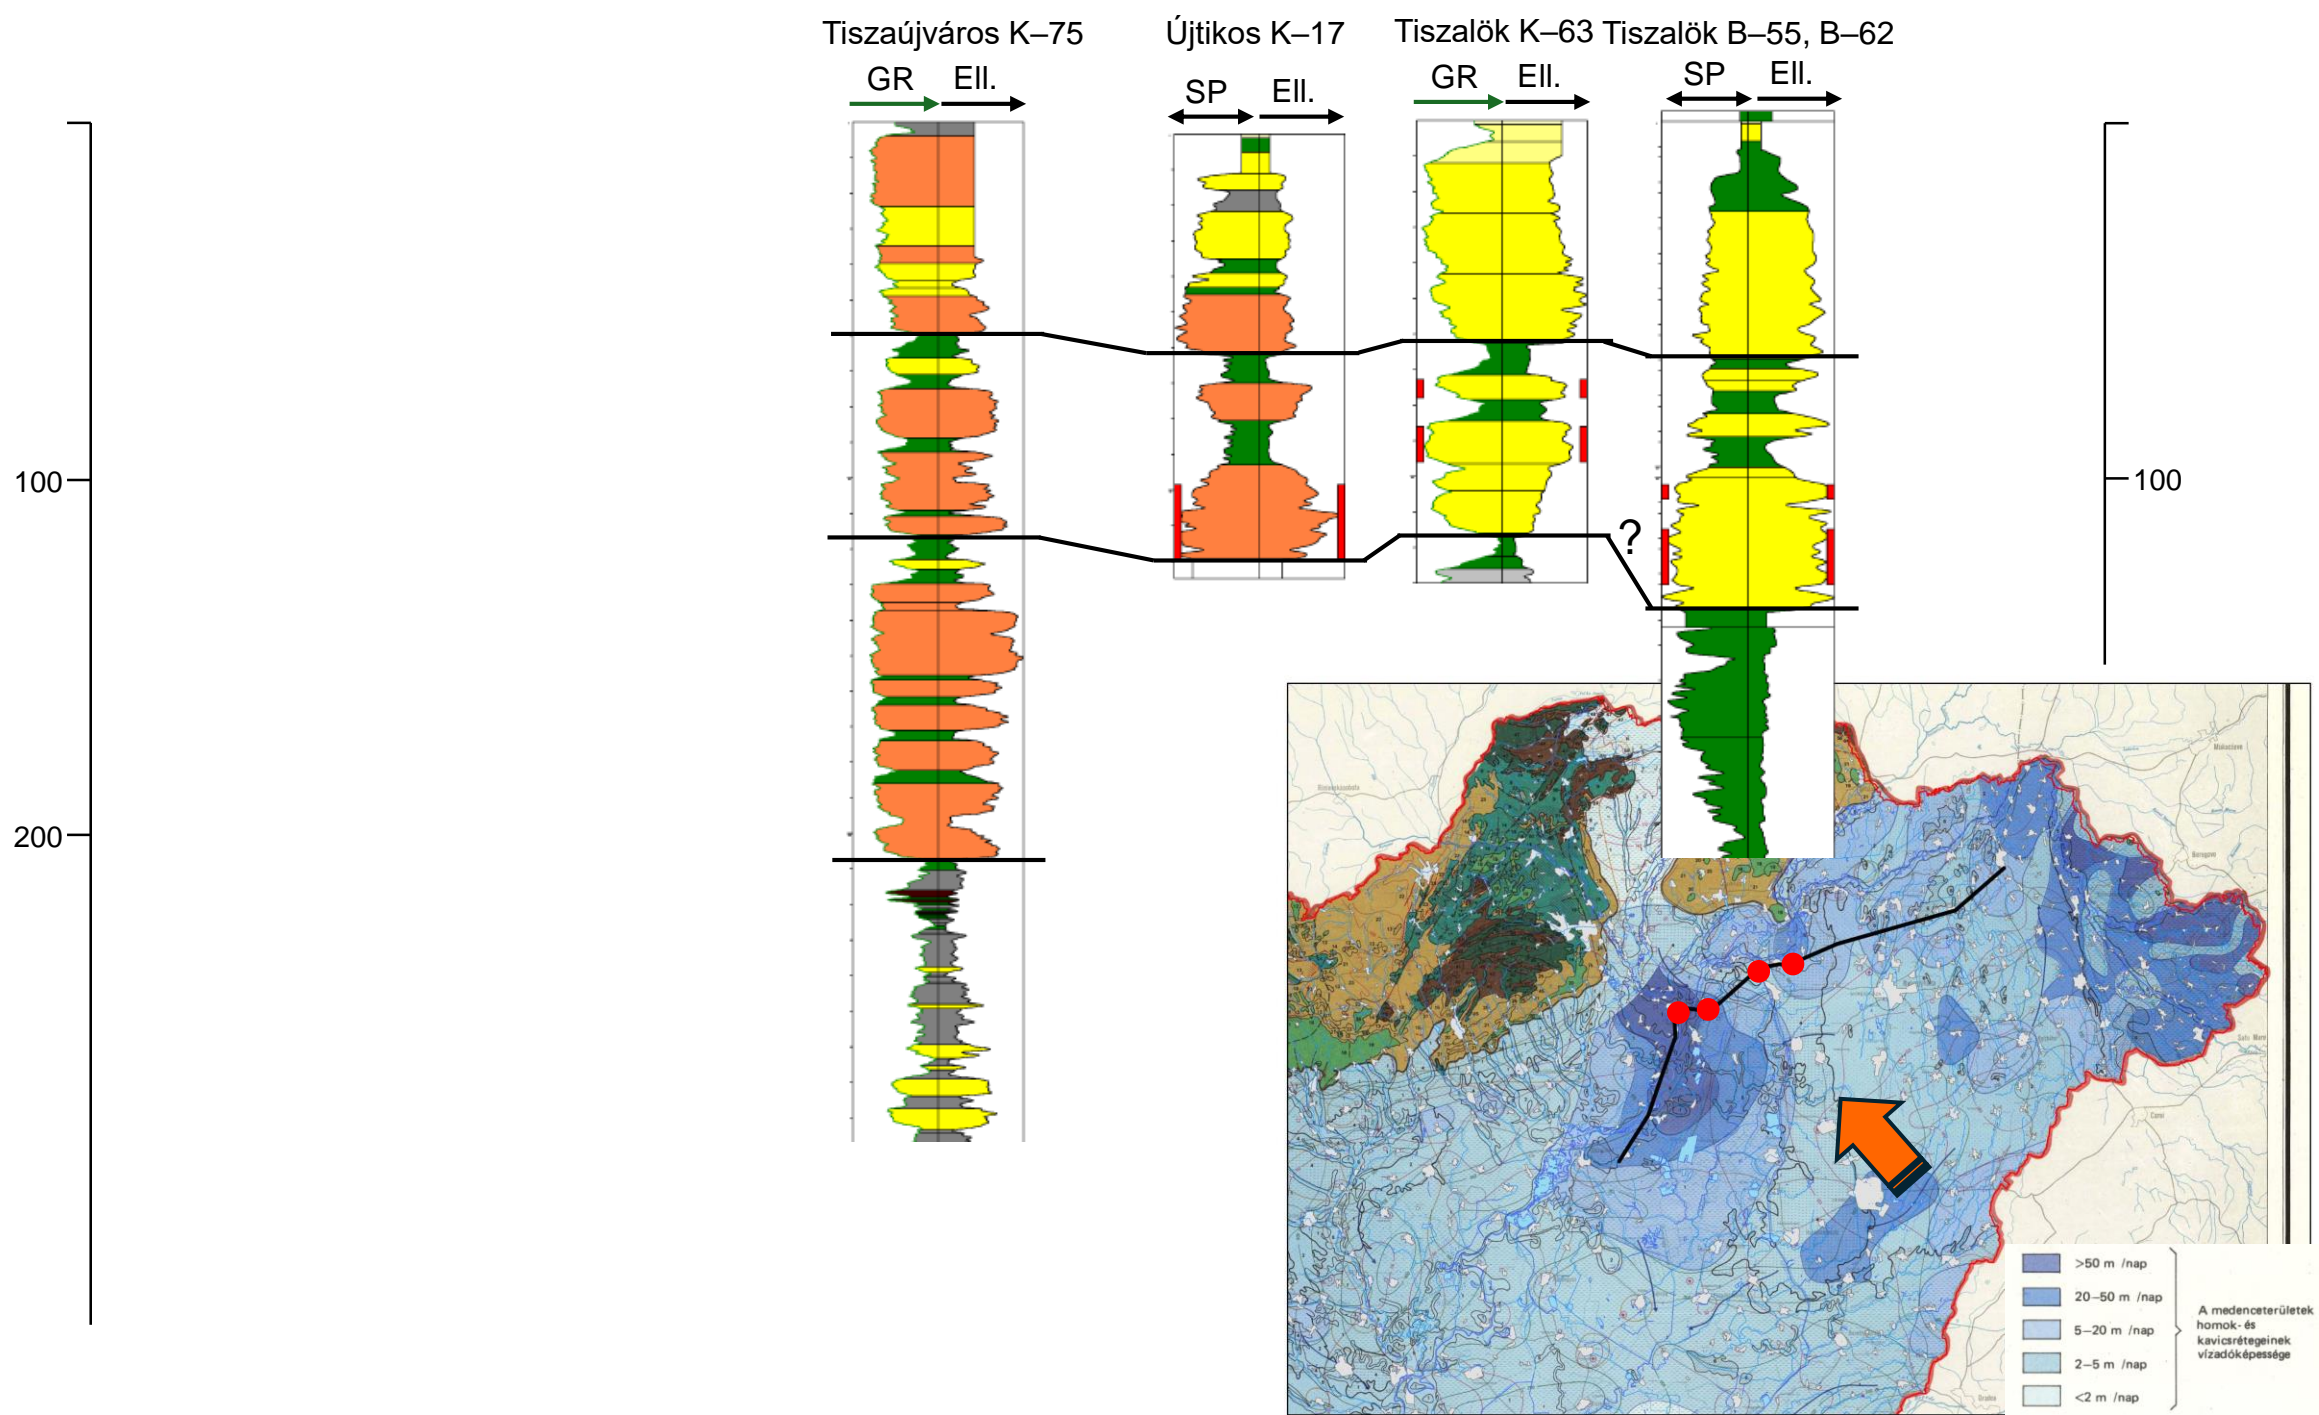 Tiszaújváros K–75
Újtikos K–17
Tiszalök K–63
Tiszalök B–55, B–62
GR
Ell.
SP
Ell.
GR
Ell.
SP
Ell.
100
200
100
?
>50 m /nap
20–50 m /nap
5–20 m /nap
2–5 m /nap
<2 m /nap
A medenceterületek
homok- és
kavicsrétegeinek
vízadóképessége